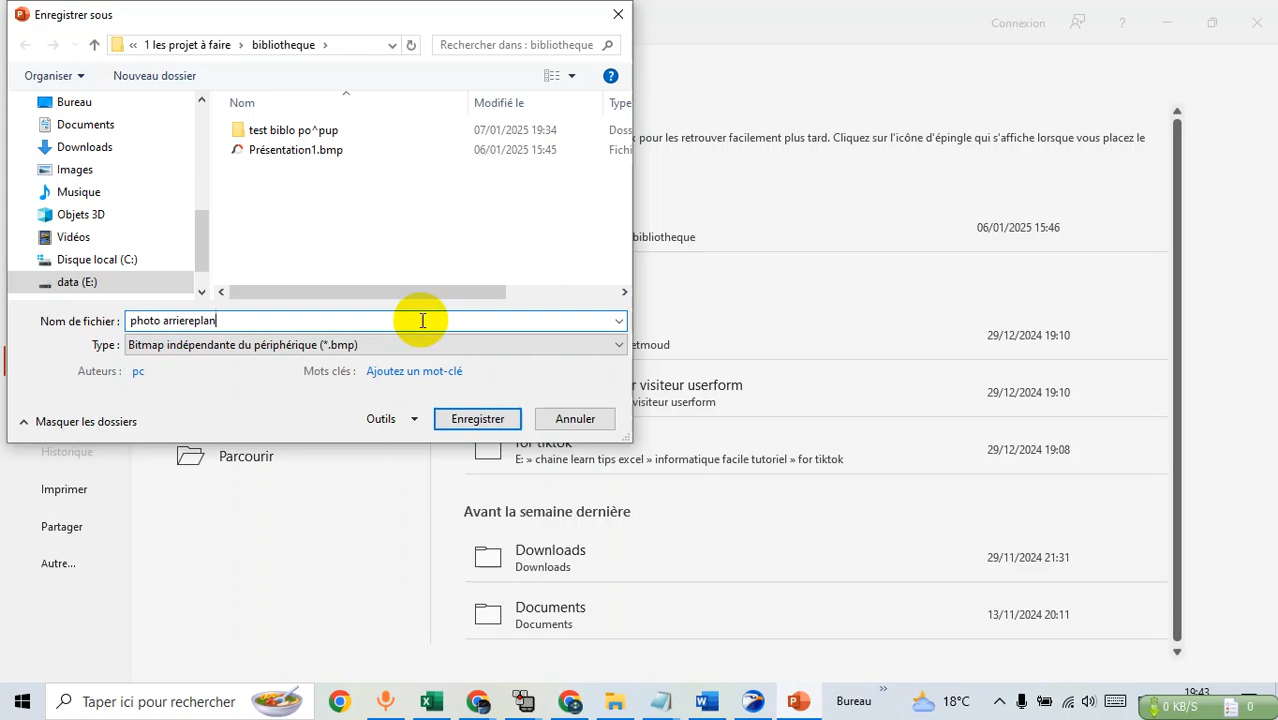 Enregistrer sous
Connexion
?
« 1 les projet à faire > bibliotheque >
Rechercher dans : bibliotheque
Organiser
Nouveau dossier
?
Bureau
Documents
Downloads
Images
Musique
Objets 3D
Vidéos
Disque local (C:)
data (E:)
Nom
Modifié le
Type
test biblo po^pup
07/01/2025 19:34
Doss
Présentation1.bmp
06/01/2025 15:45
Fichi
pour les retrouver facilement plus tard. Cliquez sur l'icône d'épingle qui s'affiche lorsque vous placez le
bibliotheque
06/01/2025 15:46
Nom de fichier :
photo arriereplan
Type :
Bitmap indépendante du périphérique (*.bmp)
Auteurs :
pc
Mots clés :
Ajoutez un mot-clé
Masquer les dossiers
Outils
Enregistrer
Annuler
etmoud
29/12/2024 19:10
r visiteur userform
visiteur userform
29/12/2024 19:10
for tiktok
E: » chaine learn tips excel » informatique facile tutoriel » for tiktok
29/12/2024 19:08
Historique
Imprimer
Partager
Autre...
Parcourir
Avant la semaine dernière
Downloads
Downloads
29/11/2024 21:31
Documents
Documents
13/11/2024 20:11
Taper ici pour rechercher
Bureau
»
18°C
19:43
0 KB/S
0